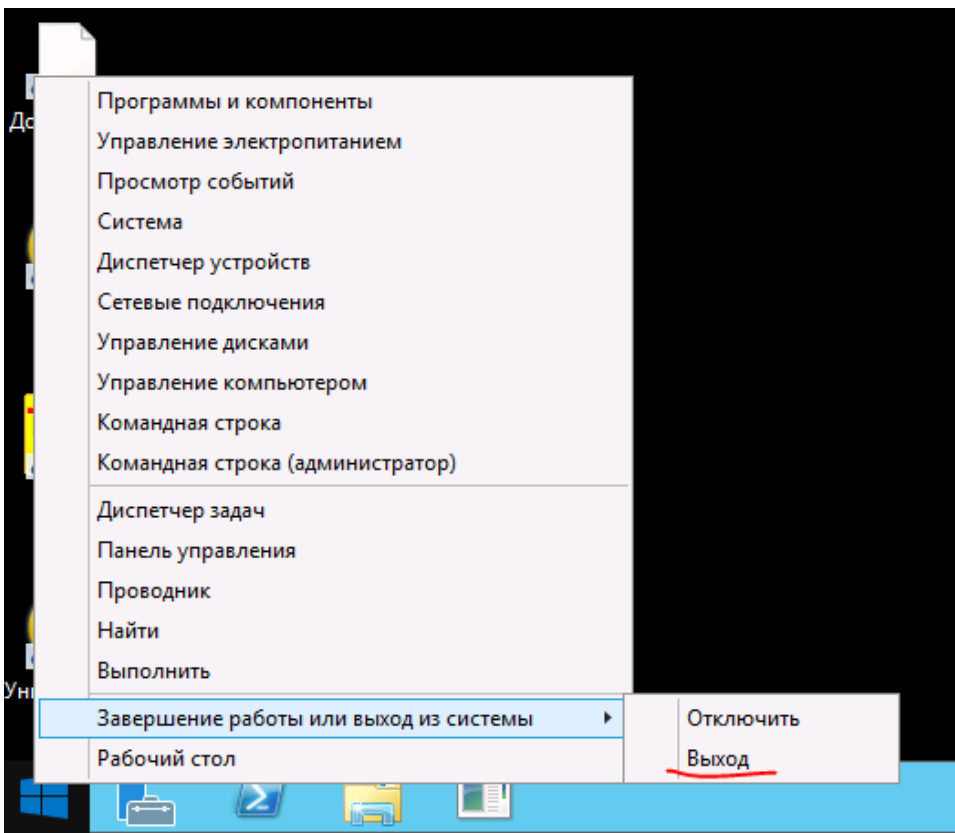 Программы и компоненты
Управление электропитанием
Просмотр событий
Система
Диспетчер устройств
Сетевые подключения
Управление дисками
Управление компьютером
Командная строка
Командная строка (администратор)
Диспетчер задач
Панель управления
Проводник
Найти
Выполнить
Завершение работы или выход из системы
Рабочий стол
Отключить
Выход